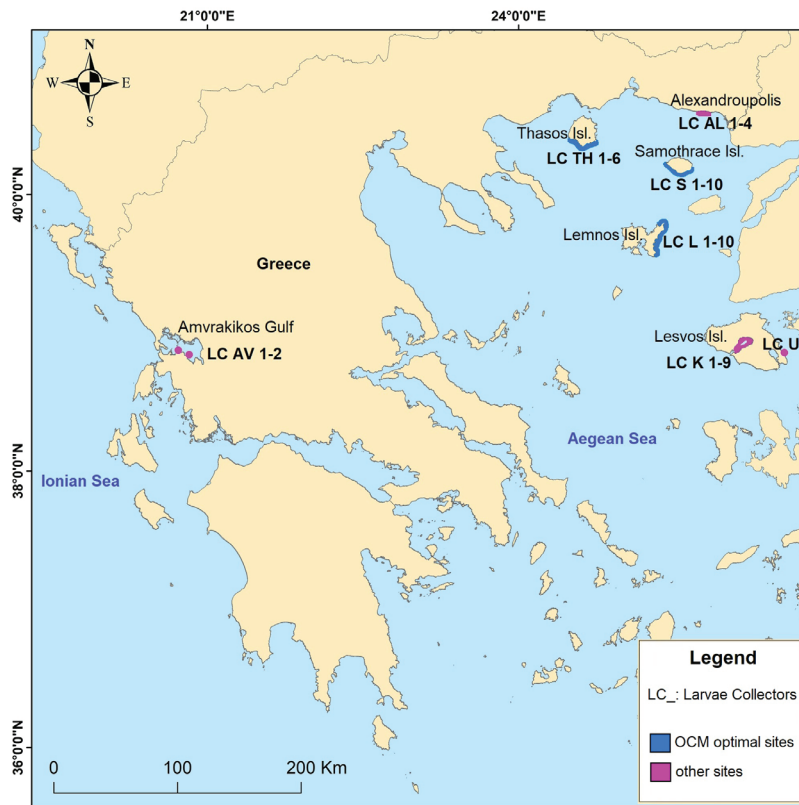 21°0'0"E 24°0'0"E
N
W E
S
Alexandroupolis
LC AL 1-4
Thasos Isl.
LC TH 1-6
Samothrace Isl.
LC S 1-10
40°0'0"N
Lemnos Isl.
LC L 1-10
Greece
Amvrakikos Gulf
LC AV 1-2
Lesvos Isl.
LC U
LC K 1-9
Aegean Sea
38°0'0"N
Ionian Sea
Legend
LC_: Larvae Collectors
OCM optimal sites
other sites
36°0'0"N
0 100 200 Km